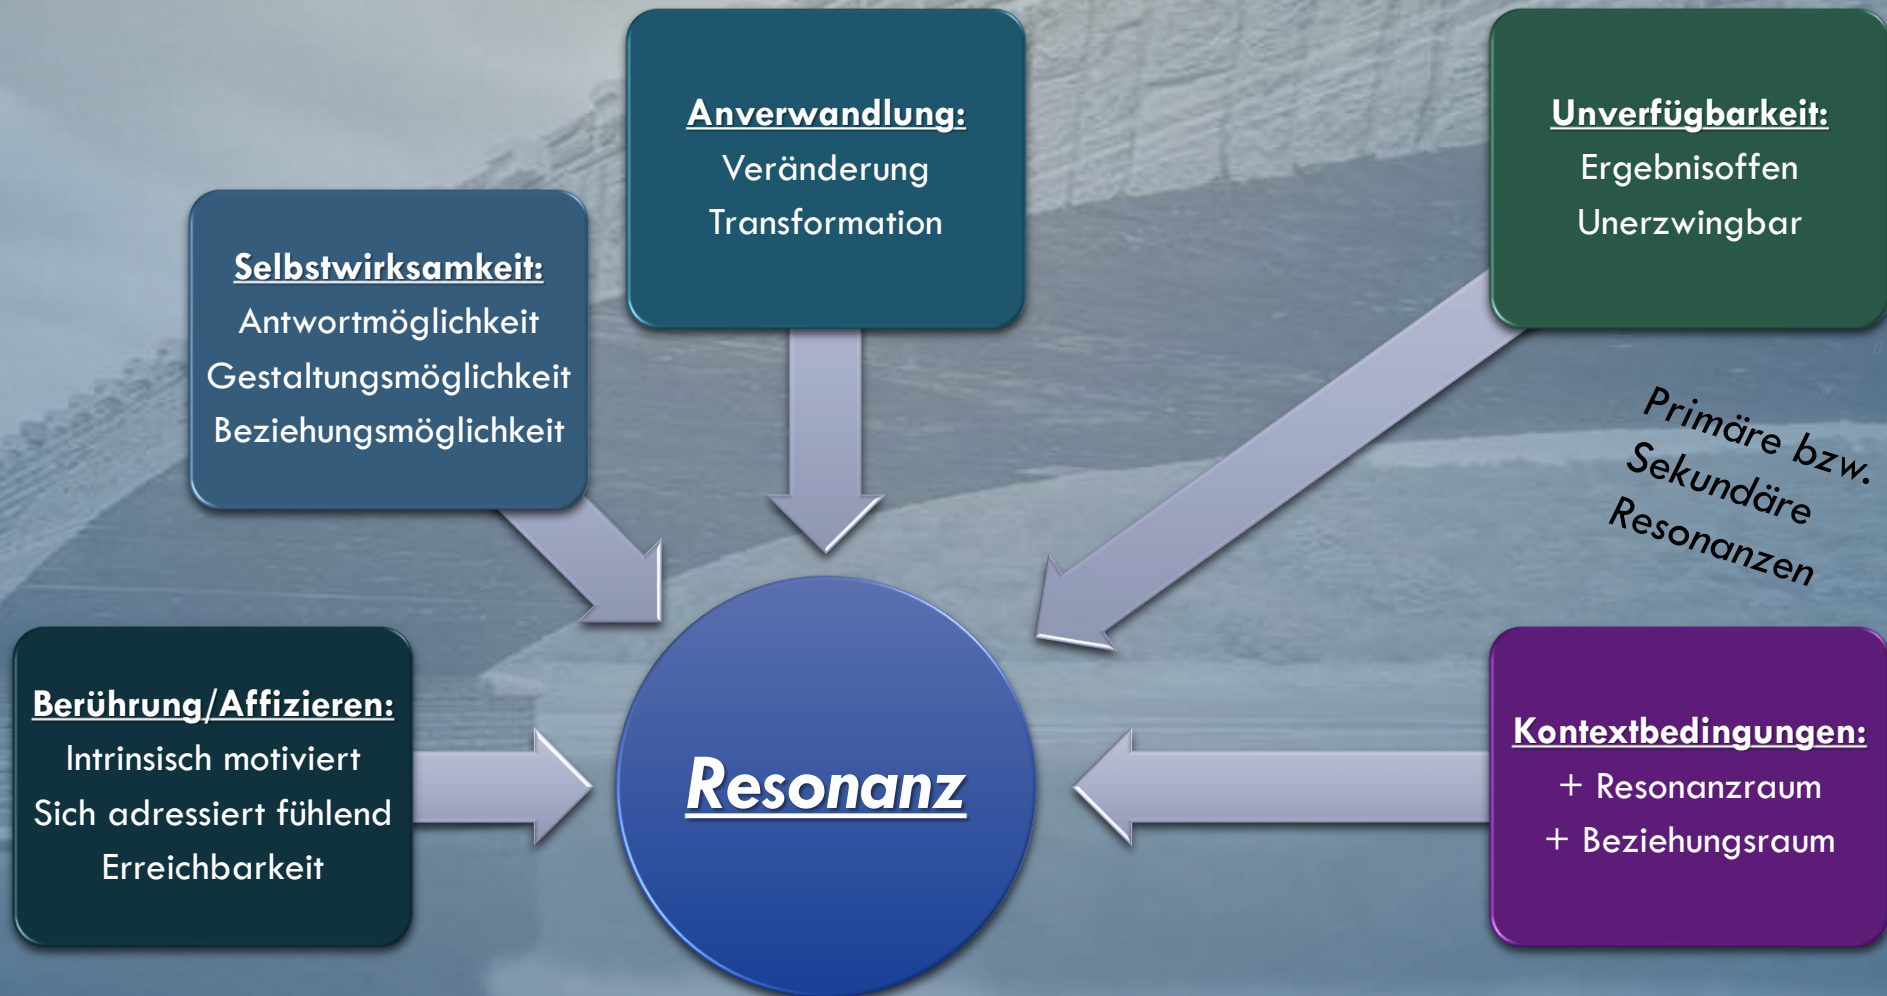 Anverwandlung:
Veränderung
Transformation
Unverfügbarkeit:
Ergebnisoffen
Unerzwingbar
Selbstwirksamkeit:
Antwortmöglichkeit
Gestaltungsmöglichkeit
Beziehungsmöglichkeit
Primäre bzw.
Sekundäre
Resonanzen
Berührung/Affizieren:
Intrinsisch motiviert
Sich adressiert fühlend
Erreichbarkeit
Resonanz
Kontextbedingungen:
+ Resonanzraum
+ Beziehungsraum